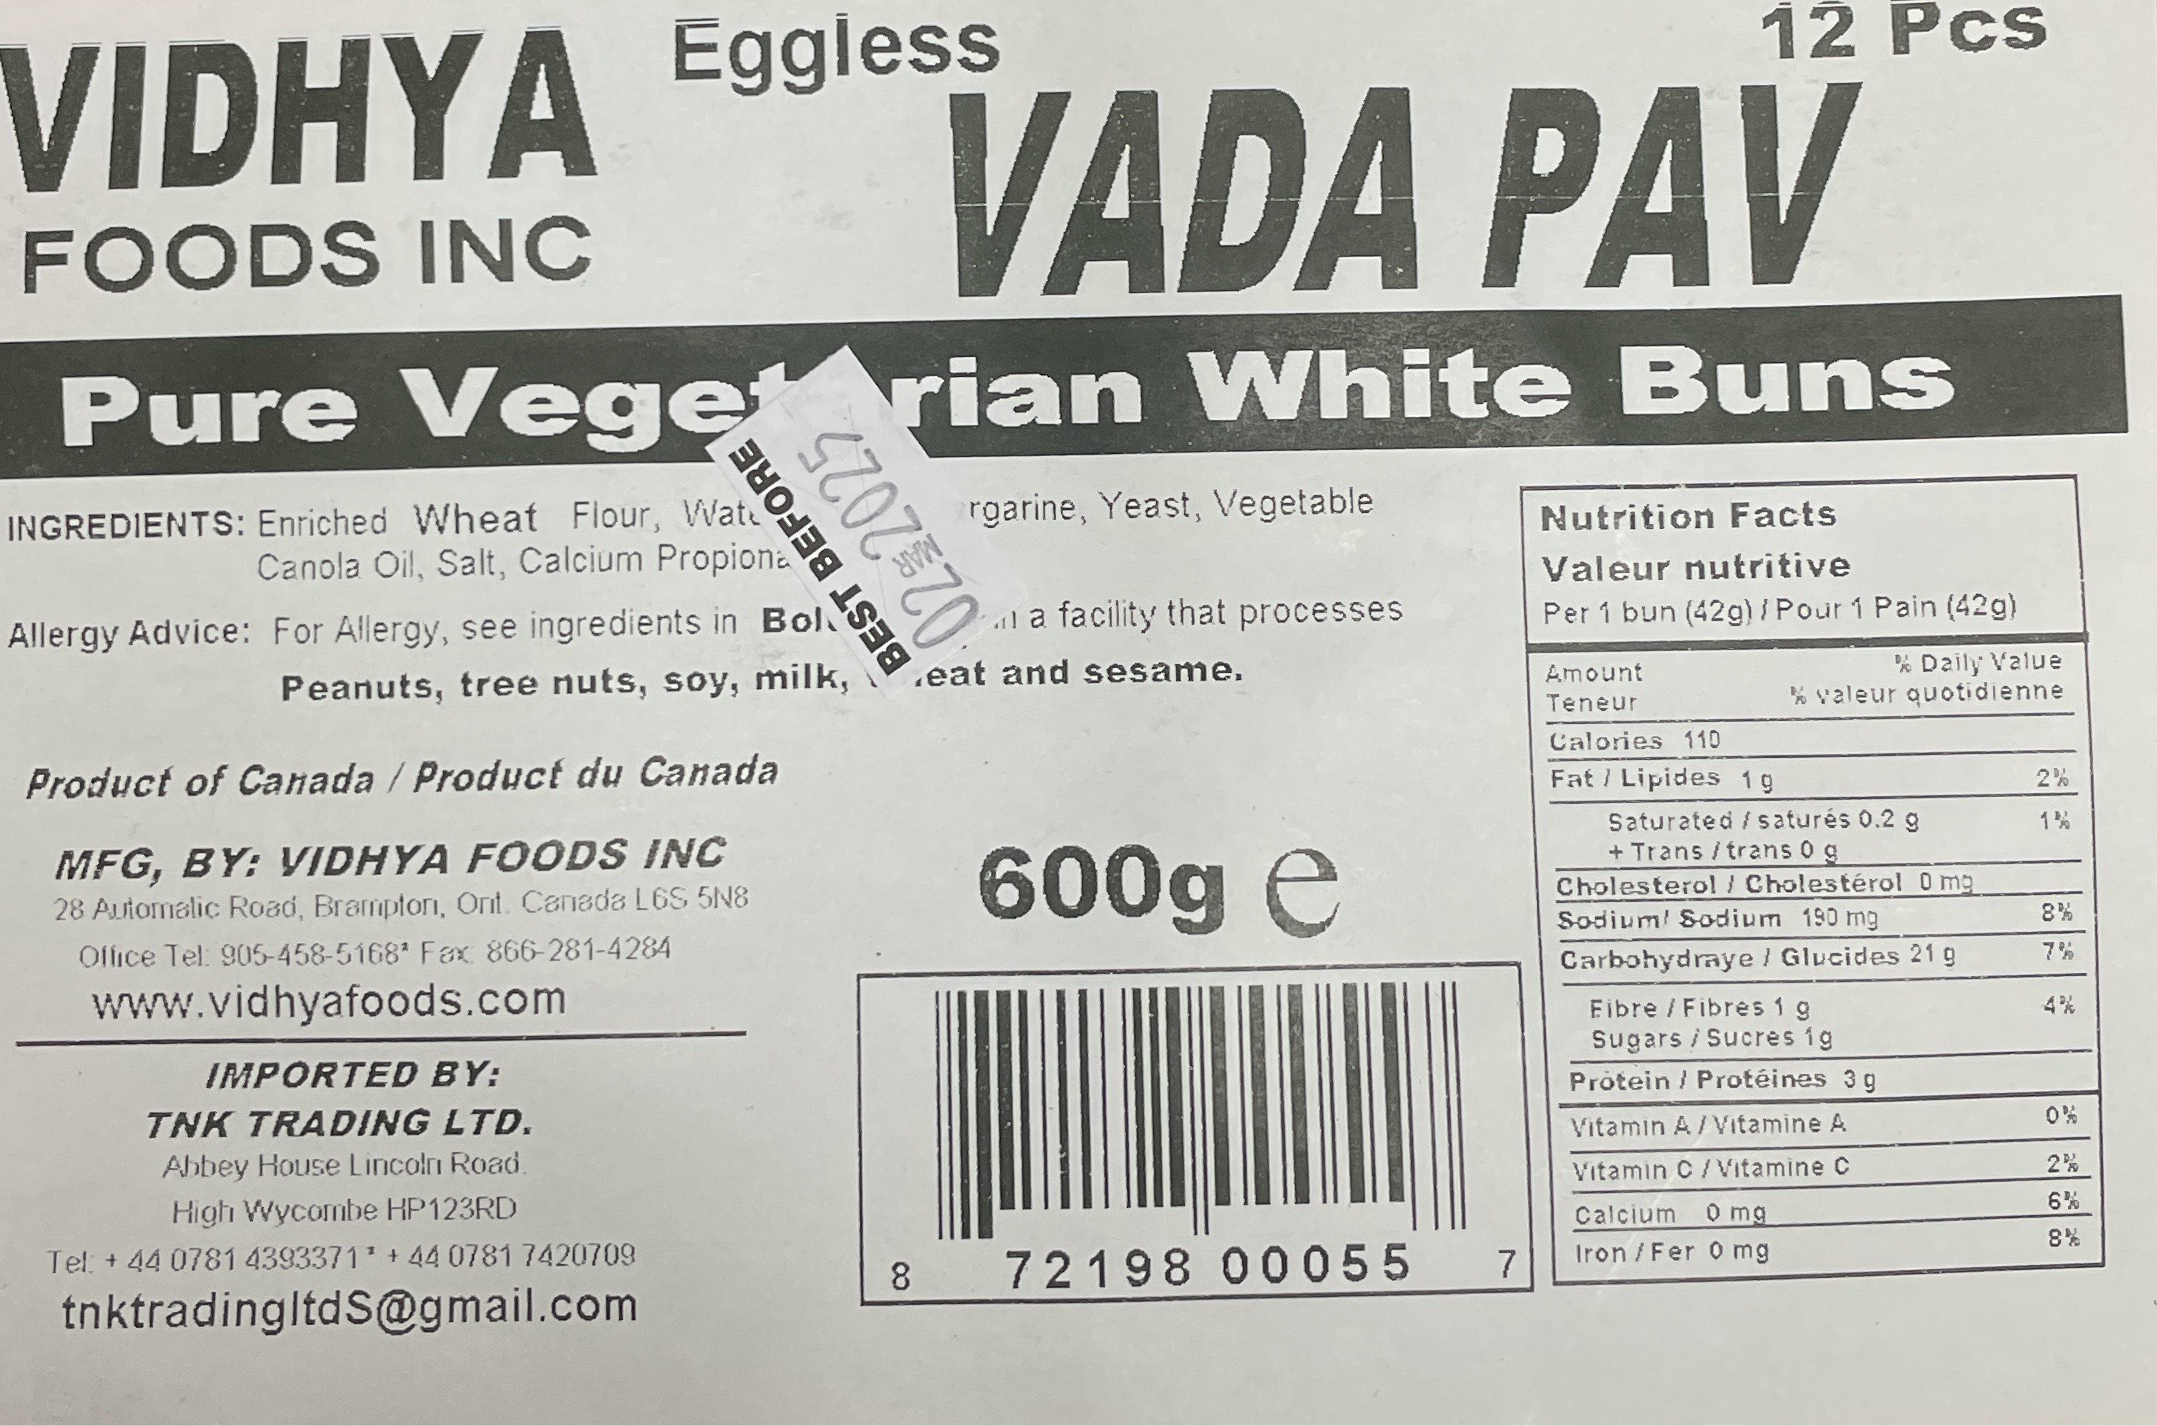 VIDHYA
FOODS INC
Eggless
12 Pcs
VADA PAV
Pure Veget rian White Buns
INGREDIENTS: Enriched Wheat Flour, rgarine, Yeast, Vegetable
Canola Oil, Salt, Calcium
Allergy Advice: For Allergy, see ingredients in a facility that processes
Peanuts, tree nuts, soy, milk, and sesame.
BEST BEFORE
02 MAR 2025
Product of Canada / Product du Canada
MFG, BY: VIDHYA FOODS INC
28 Automatic Road, Brampton, Ont. Canada L6S 5N8
Office Tel: 905-458-5168* Fax: 866-281-4284
www.vidhyafoods.com
IMPORTED BY:
TNK TRADING LTD.
Abbey House Lincoln Road.
High Wycombe HP123RD
Tel: + 44 0781 4393371 * + 44 0781 7420709
tnktradingltdS@gmail.com
600g e
8 72198 00055 7
Nutrition Facts
Valeur nutritive
Per 1 bun (42g) / Pour 1 Pain (42g)
Amount % Daily Value
Teneur % valeur quotidienne
Calories 110
Fat / Lipides 1 g 2%
Saturated / saturés 0.2 g 1%
+ Trans / trans 0 g
Cholesterol / Cholestérol 0 mg
Sodium/ Sodium 190 mg 8%
Carbohydraye / Glucides 21 g 7%
Fibre / Fibres 1 g 4%
Sugars / Sucres 1g
Protein / Protéines 3 g
Vitamin A / Vitamine A 0%
Vitamin C / Vitamine C 2%
Calcium 0 mg 6%
Iron / Fer 0 mg 8%